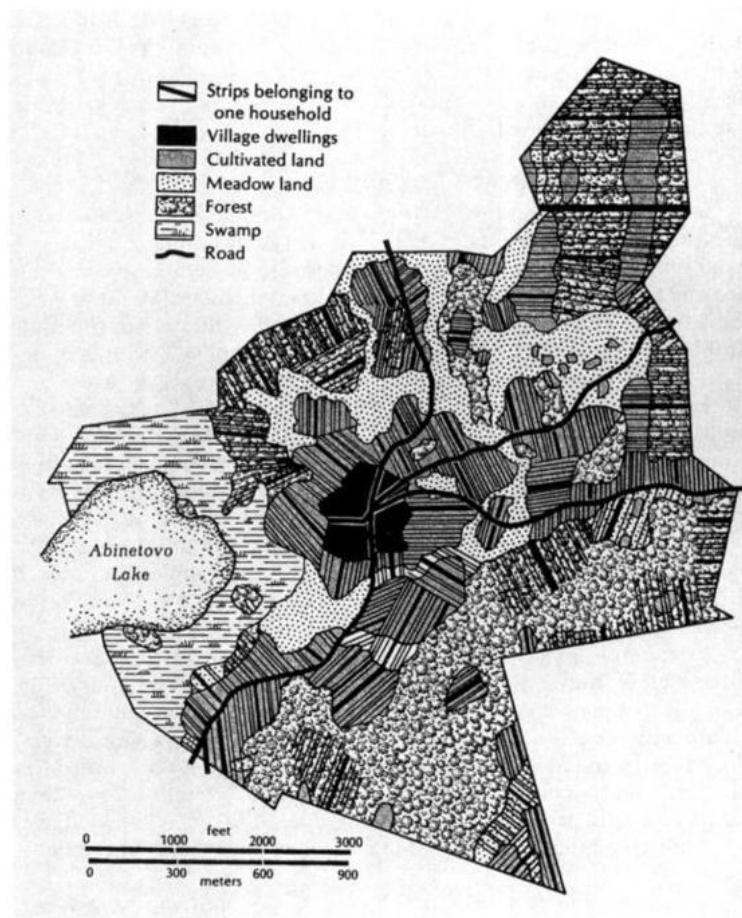 Strips belonging to
one household
Village dwellings
Cultivated land
Meadow land
Forest
Swamp
Road
Abinetovo
Lake
feet
0 1000 2000 3000
0 300 600 900
meters